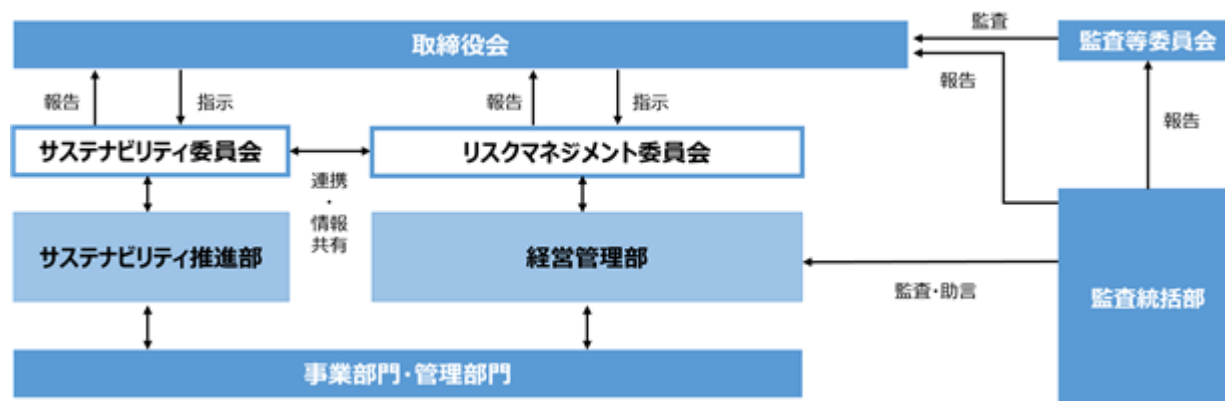 取締役会
監査
監査等委員会
報告
指示
報告
指示
報告
報告
サステナビリティ委員会
リスクマネジメント委員会
連携
・
情報
共有
サステナビリティ推進部
経営管理部
監査・助言
監査統括部
事業部門・管理部門